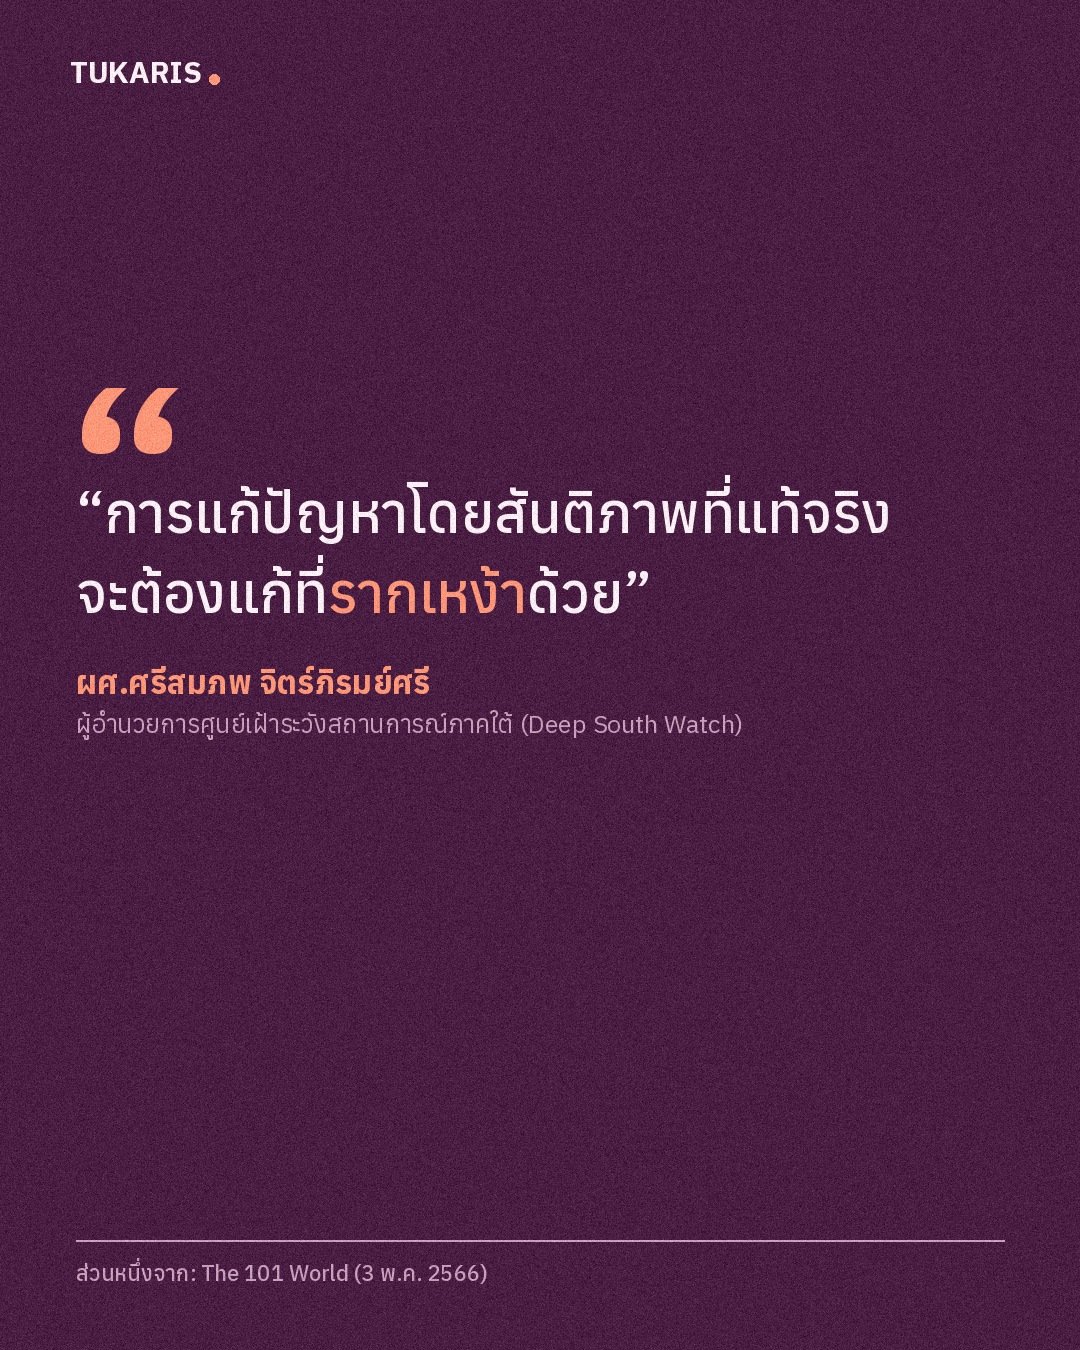 TUKARIS
“การแก้ปัญหาโดยสันติภาพที่แท้จริง
จะต้องแก้ที่รากเหง้าด้วย”
ผศ.ศรีสมภพ จิตร์ภิรมย์ศรี
ผู้อำนวยการศูนย์เฝ้าระวังสถานการณ์ภาคใต้ (Deep South Watch)
ส่วนหนึ่งจาก: The 101 World (3 พ.ค. 2566)